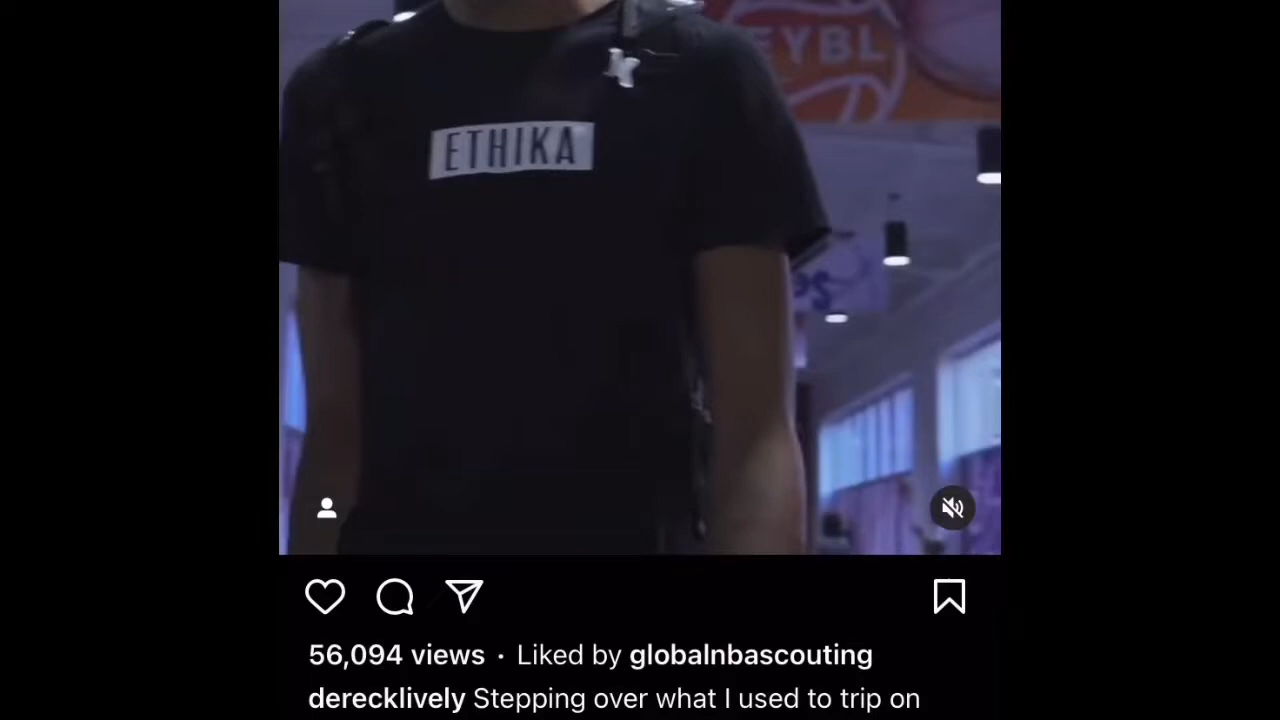 EYBL
ETHIKA
56,094 views · Liked by globalnbascouting
derecklively Stepping over what I used to trip on